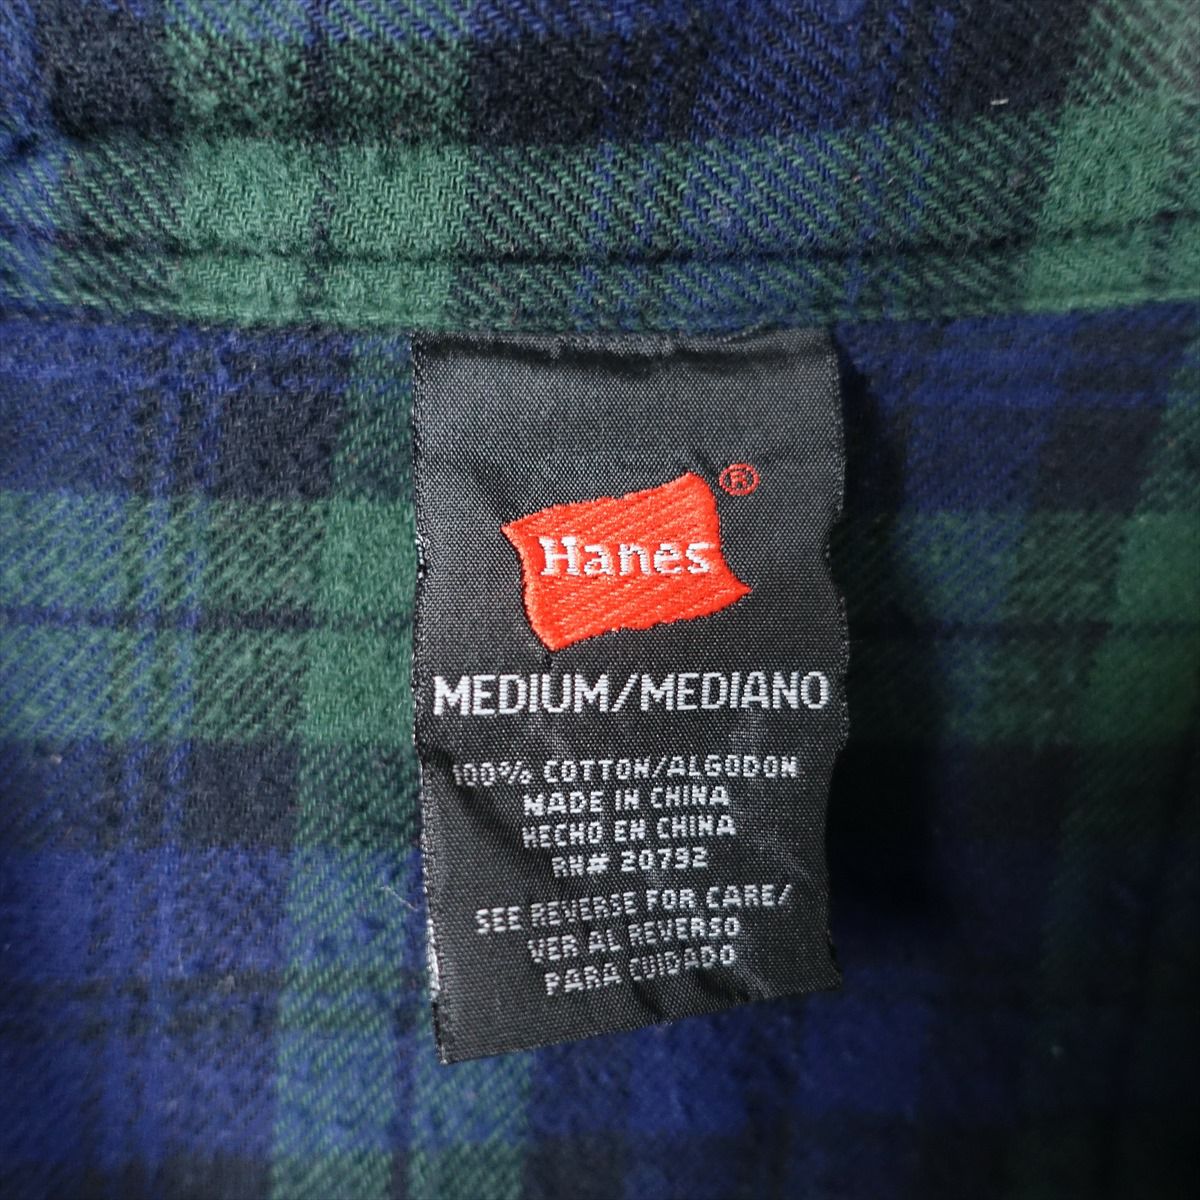 Hanes®
MEDIUM/MEDIANO
100% COTTON/ALGODON
MADE IN CHINA
HECHO EN CHINA
RN# 20792
SEE REVERSE FOR CARE/
VER AL REVERSO
PARA CUIDADO